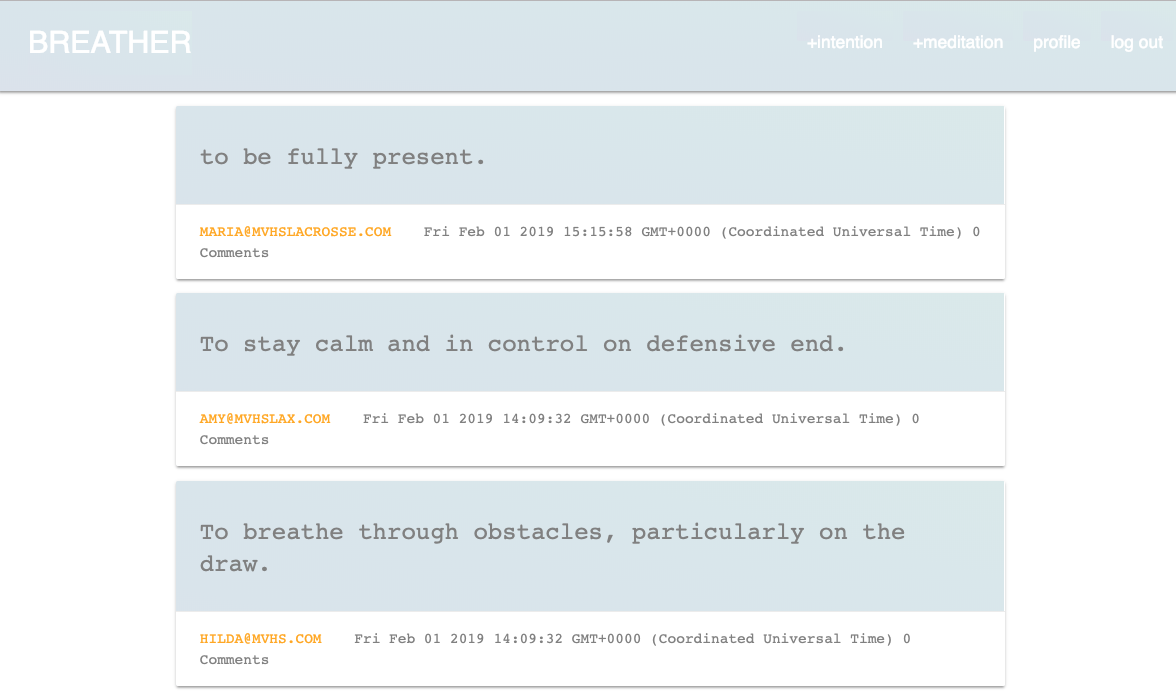 BREATHER
+intention +meditation profile log out
to be fully present.
MARIA@MVHSLACROSSE.COM Fri Feb 01 2019 15:15:58 GMT+0000 (Coordinated Universal Time) 0
Comments
To stay calm and in control on defensive end.
AMY@MVHSLAX.COM Fri Feb 01 2019 14:09:32 GMT+0000 (Coordinated Universal Time) 0
Comments
To breathe through obstacles, particularly on the
draw.
HILDA@MVHS.COM Fri Feb 01 2019 14:09:32 GMT+0000 (Coordinated Universal Time) 0
Comments